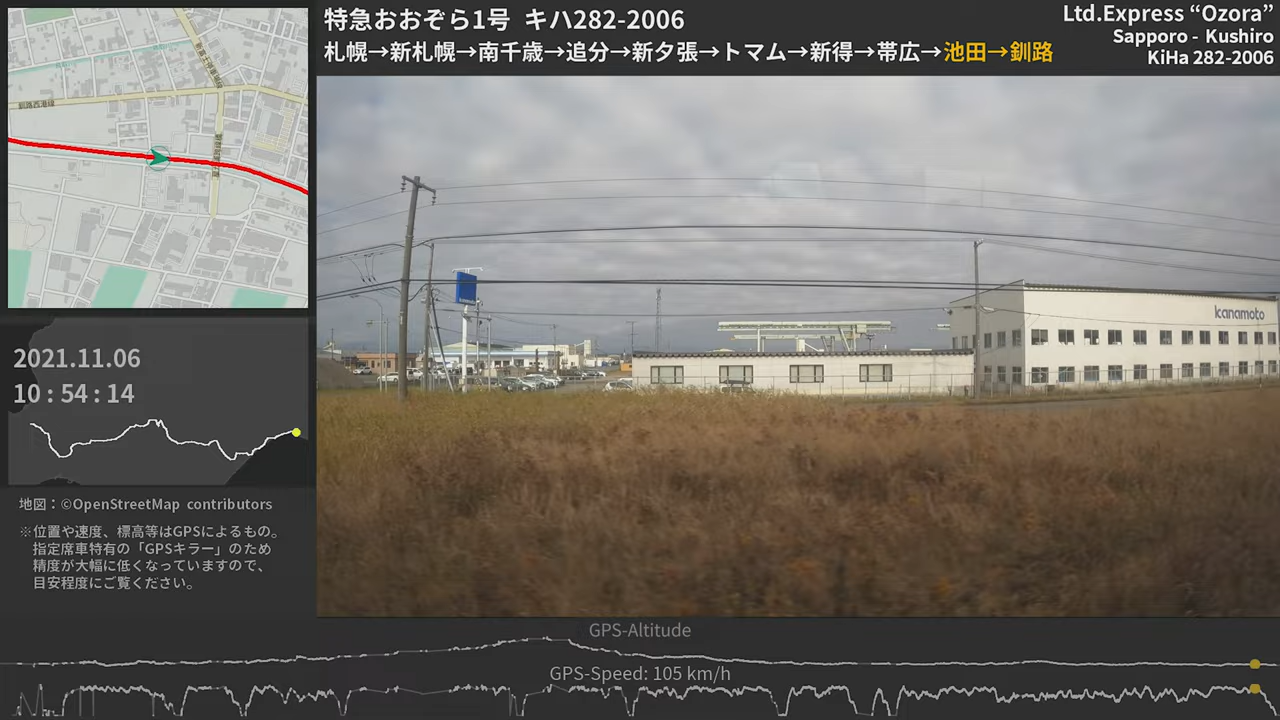 特急おおぞら1号 キハ282-2006
札幌→新札幌→南千歳→追分→新夕張→トマム→新得→帯広→池田→釧路
Ltd.Express “Ozora”
Sapporo - Kushiro
KiHa 282-2006
kanamoto
2021.11.06
10 : 54 : 14
地図：©OpenStreetMap contributors
※位置や速度、標高等はGPSによるもの。
指定席車特有の「GPSキラー」のため
精度が大幅に低くなっていますので、
目安程度にご覧ください。
GPS-Altitude
GPS-Speed: 105 km/h